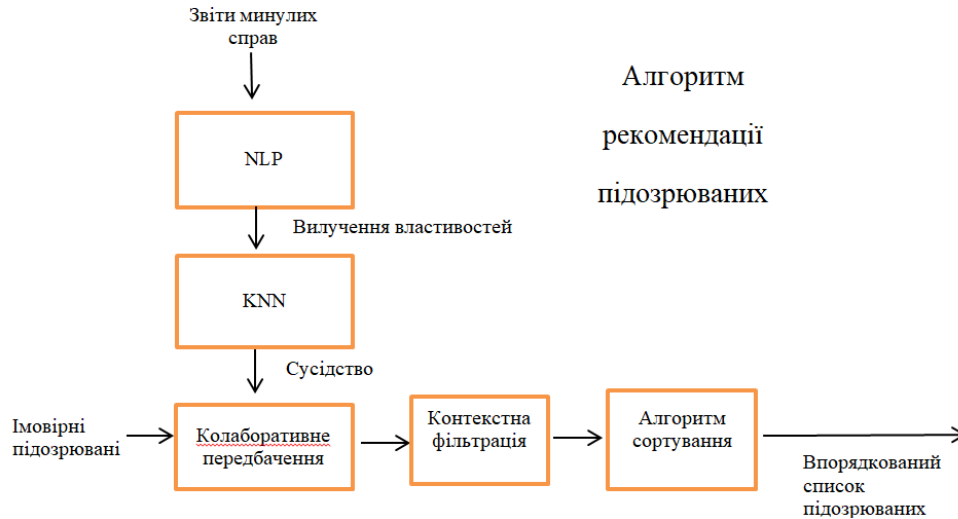 Звіти минулих
справ
Алгоритм
рекомендації
підозрюваних
NLP
Вилучення властивостей
KNN
Сусідство
Імовірні
підозрювані
Колаборативне
передбачення
Контекстна
фільтрація
Алгоритм
сортування
Впорядкований
список
підозрюваних